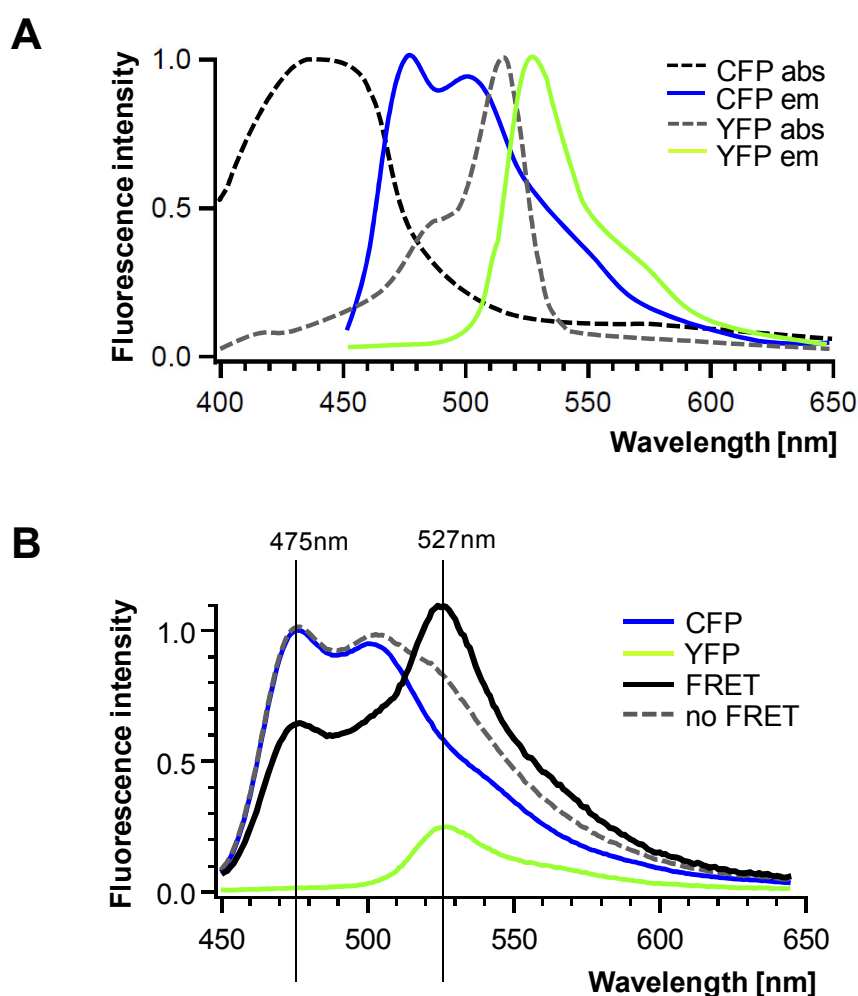 A
Fluorescence intensity
1.0
0.5
0.0
400 450 500 550 600 650
Wavelength [nm]
CFP abs
CFP em
YFP abs
YFP em
B
475nm 527nm
Fluorescence intensity
1.0
0.5
0.0
450 500 550 600 650
Wavelength [nm]
CFP
YFP
FRET
no FRET